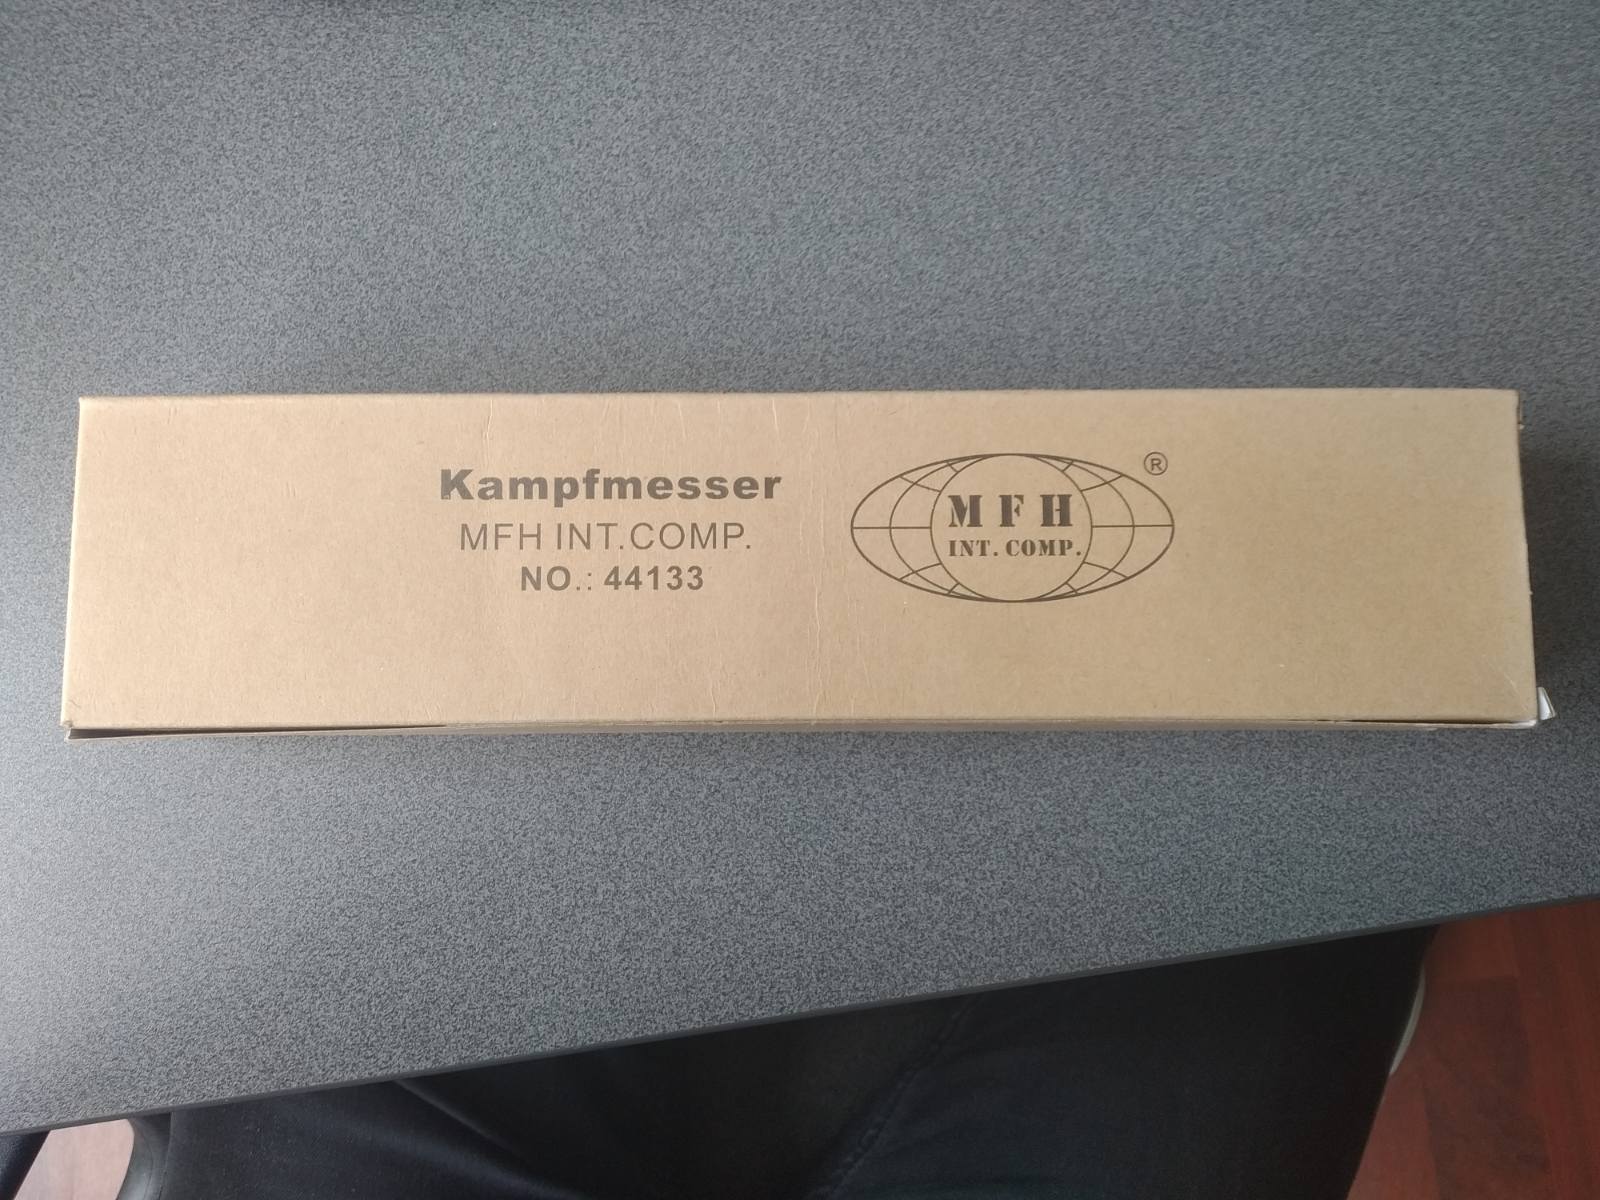 Kampfmesser
MFH INT.COMP.
NO.: 44133
MFH
INT. COMP.
®